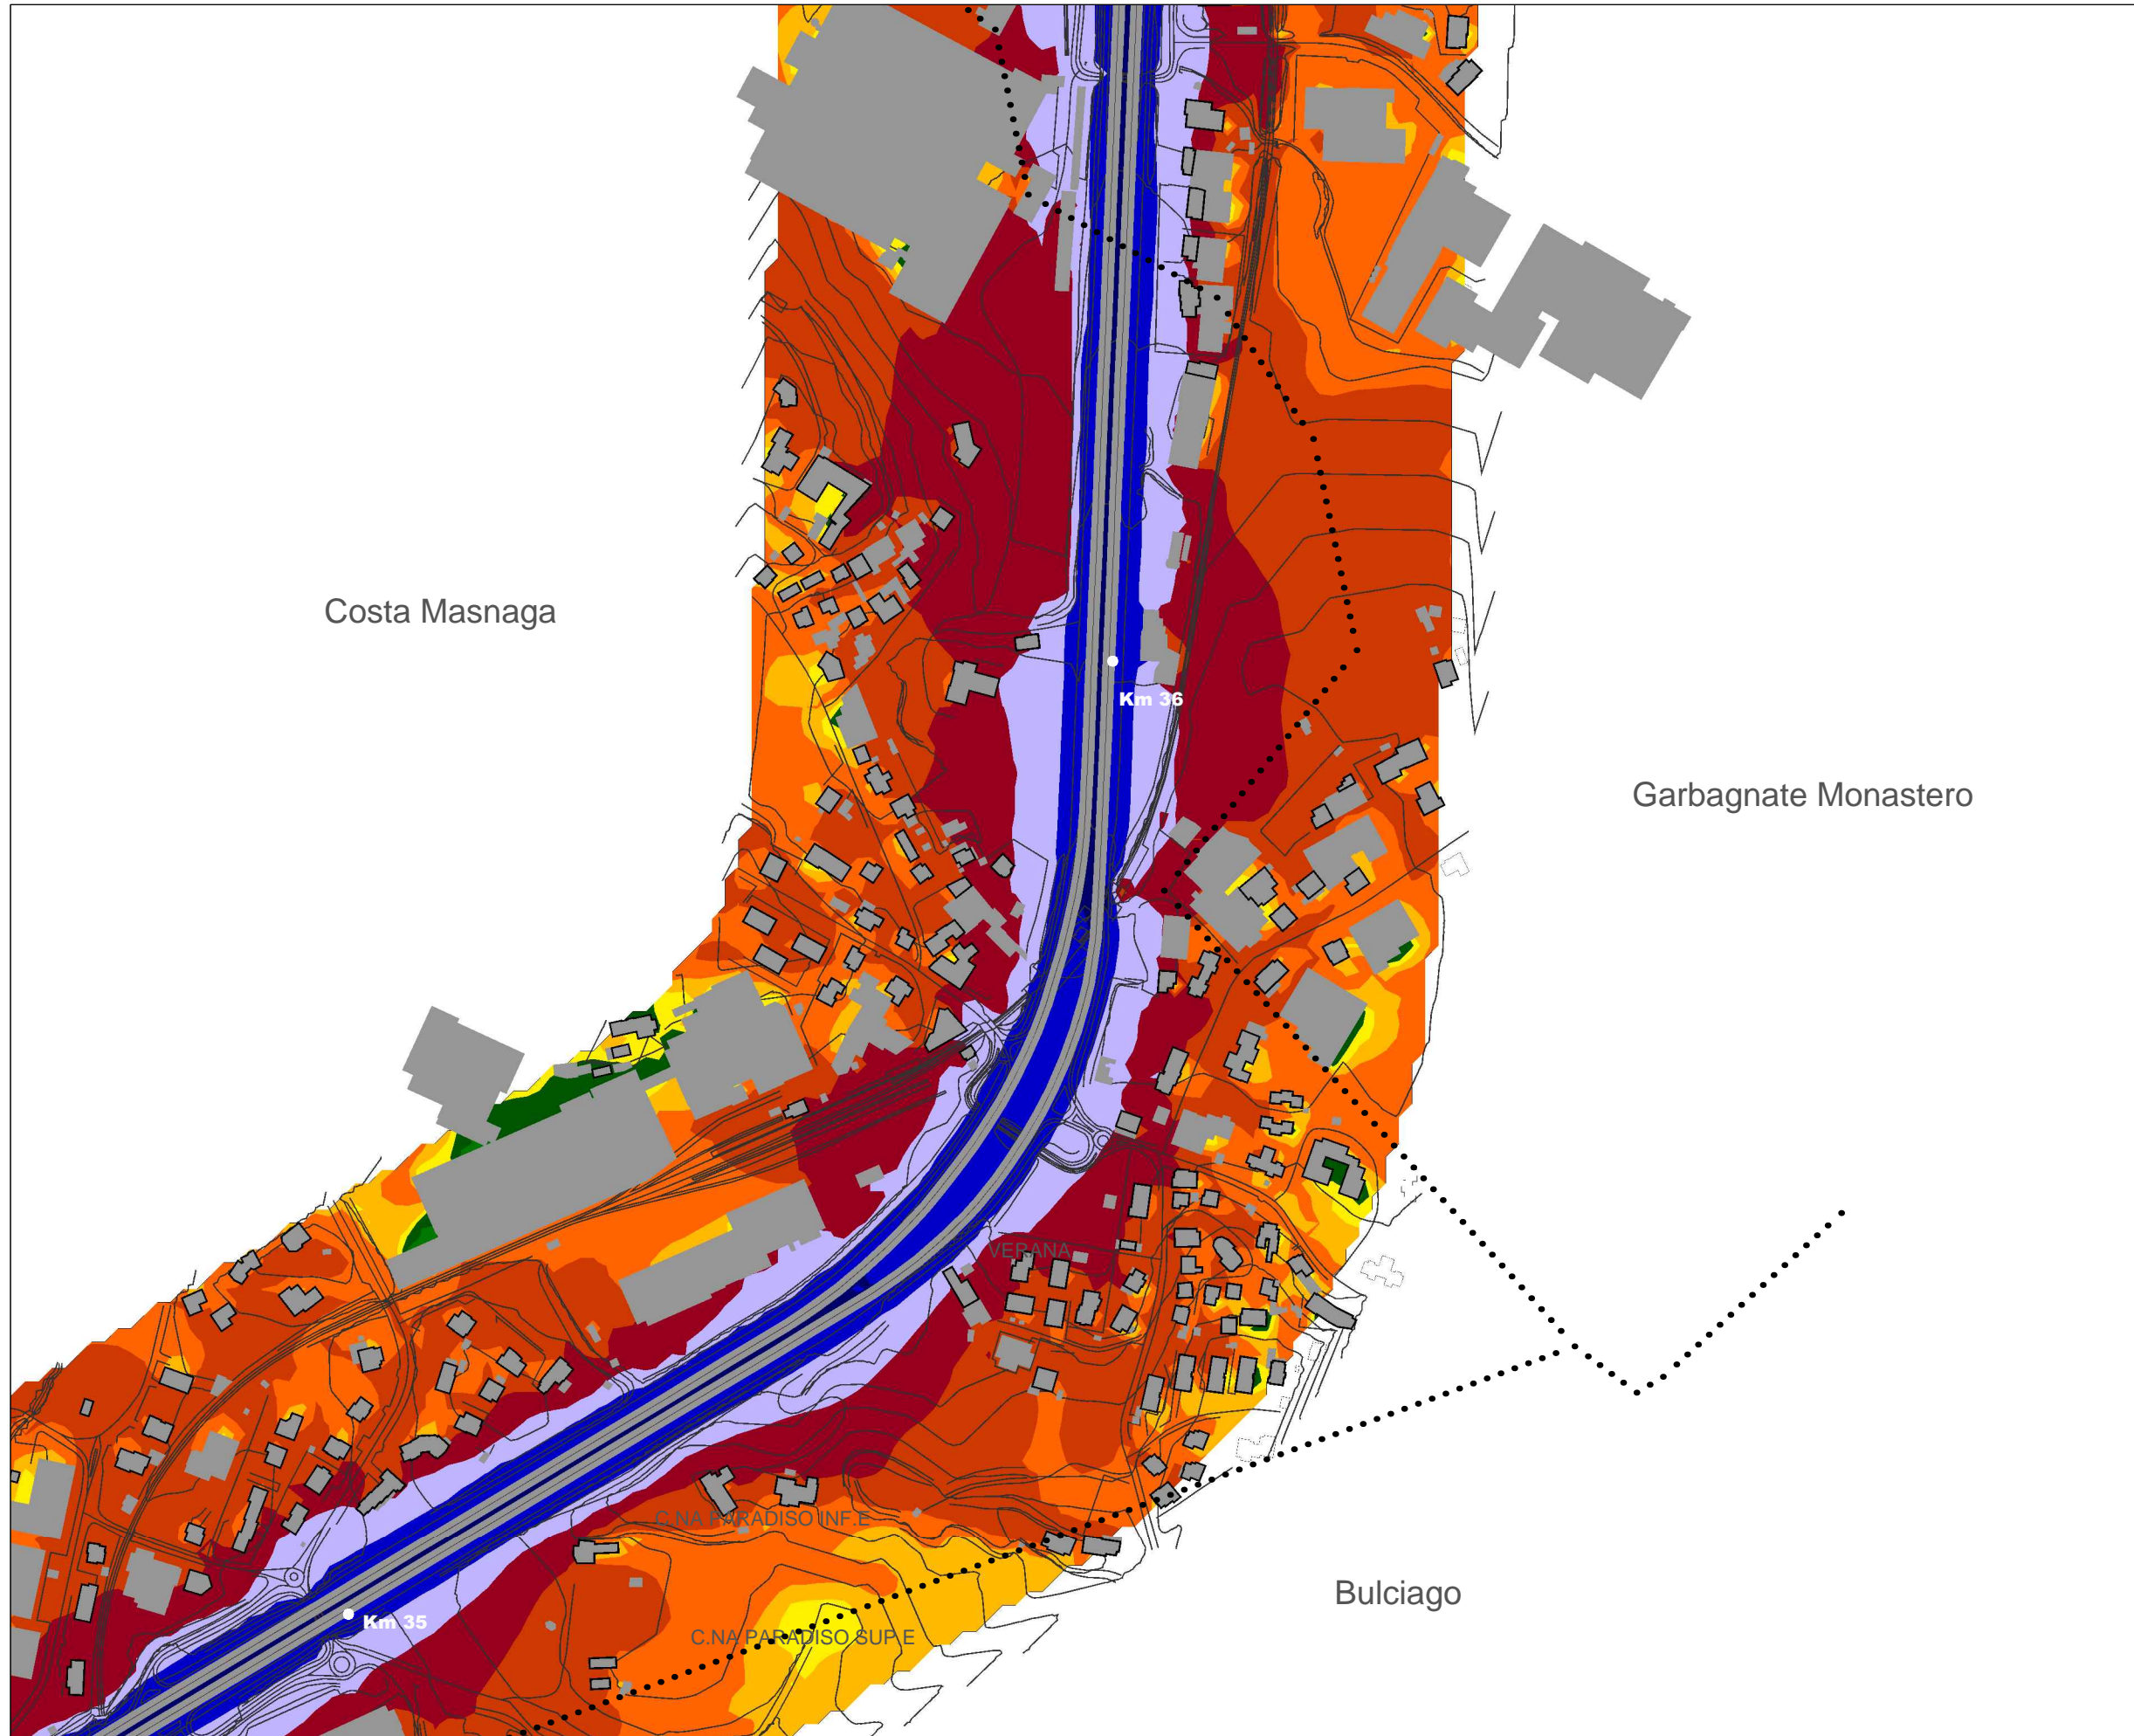 Costa Masnaga
Km 36
Garbagnate Monastero
VERANA
C.NA PARADISO INF.E
Bulciago
Km 35
C.NA PARADISO SUP.E